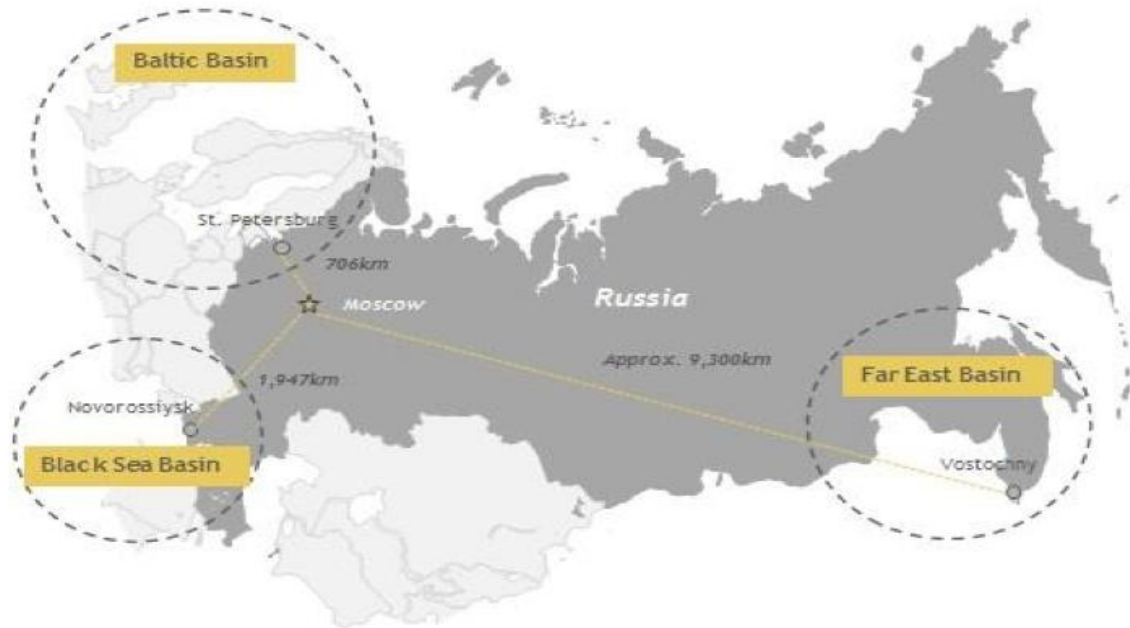 Baltic Basin
St. Petersburg
706km
Moscow
Russia
Approx. 9,300km
Far East Basin
1,947km
Novorossiysk
Black Sea Basin
Vostochny